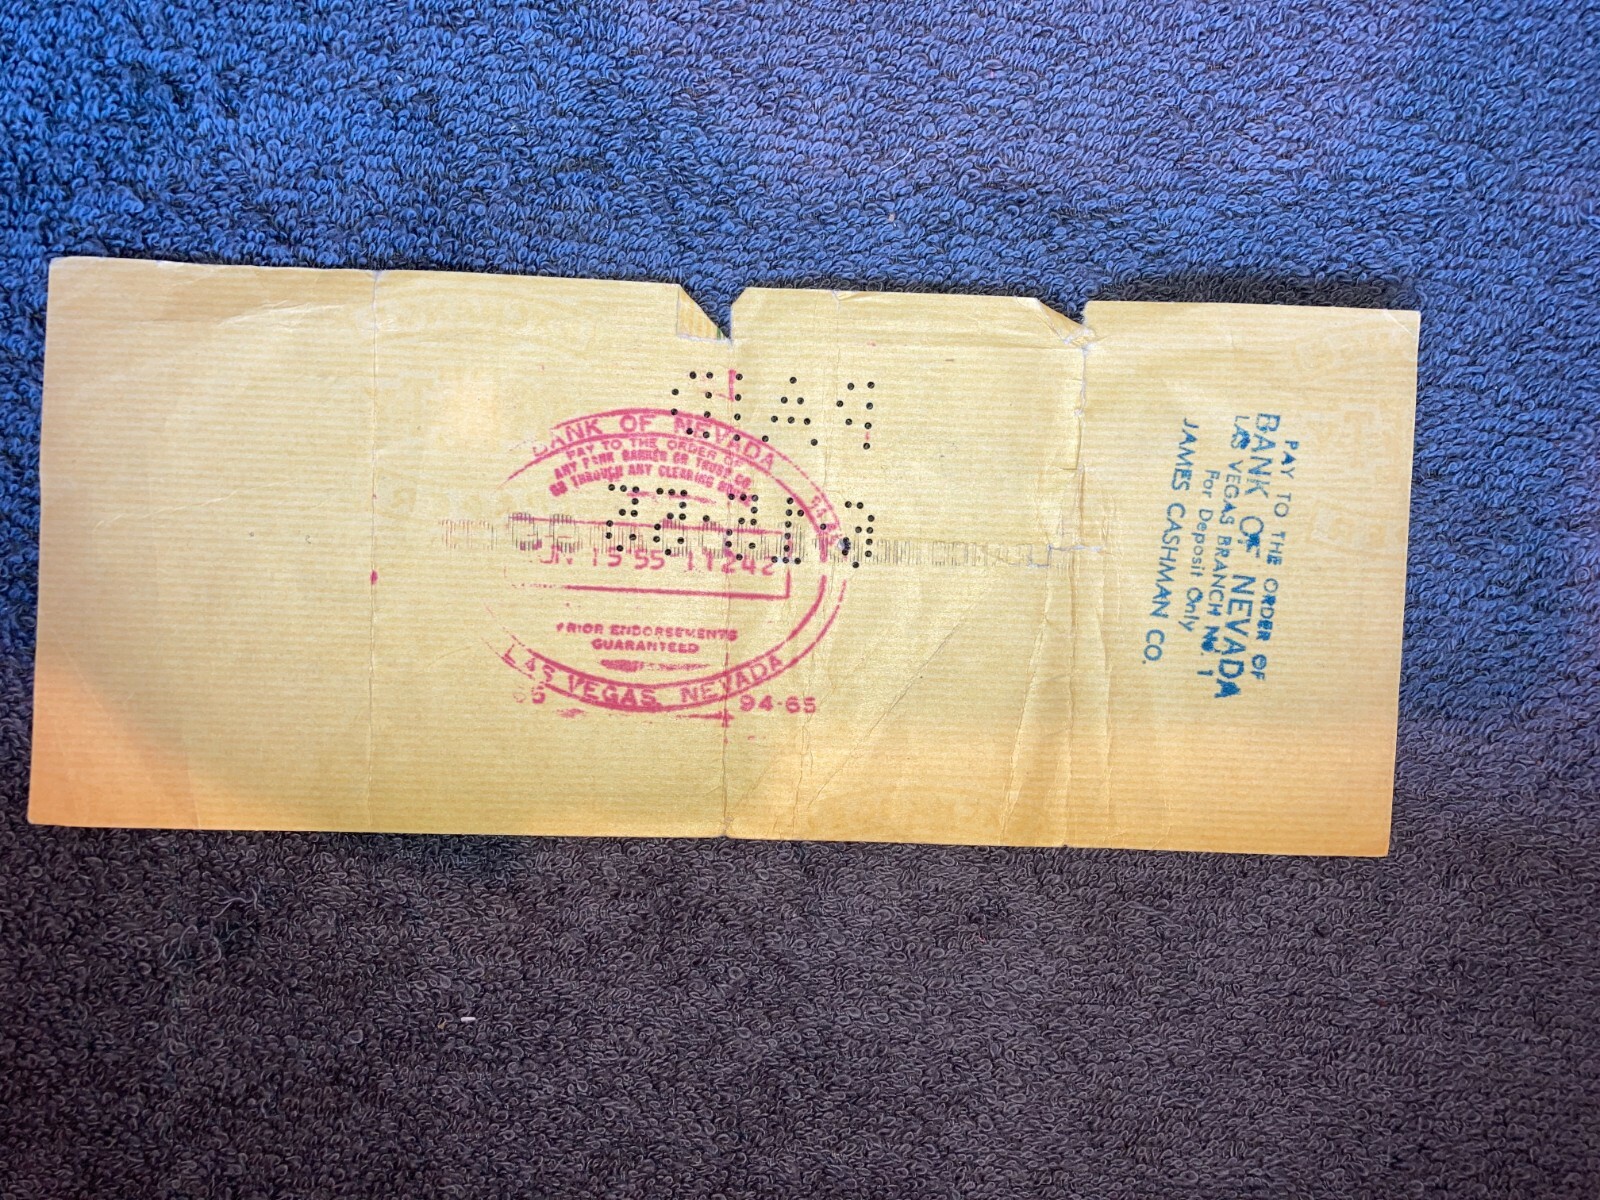 BANK OF NEVADA
PAY TO THE ORDER OF
ANY BANK BANKER OR TRUST CO.
OR THROUGH ANY CLEARING
JUN 15 55 11242
PRIOR ENDORSEMENTS
GUARANTEED
LAS VEGAS, NEVADA
94-65
PAID
PAY TO THE ORDER OF
BANK OF NEVADA
LAS VEGAS BRANCH No. 1
For Deposit Only
JAMES CASHMAN CO.